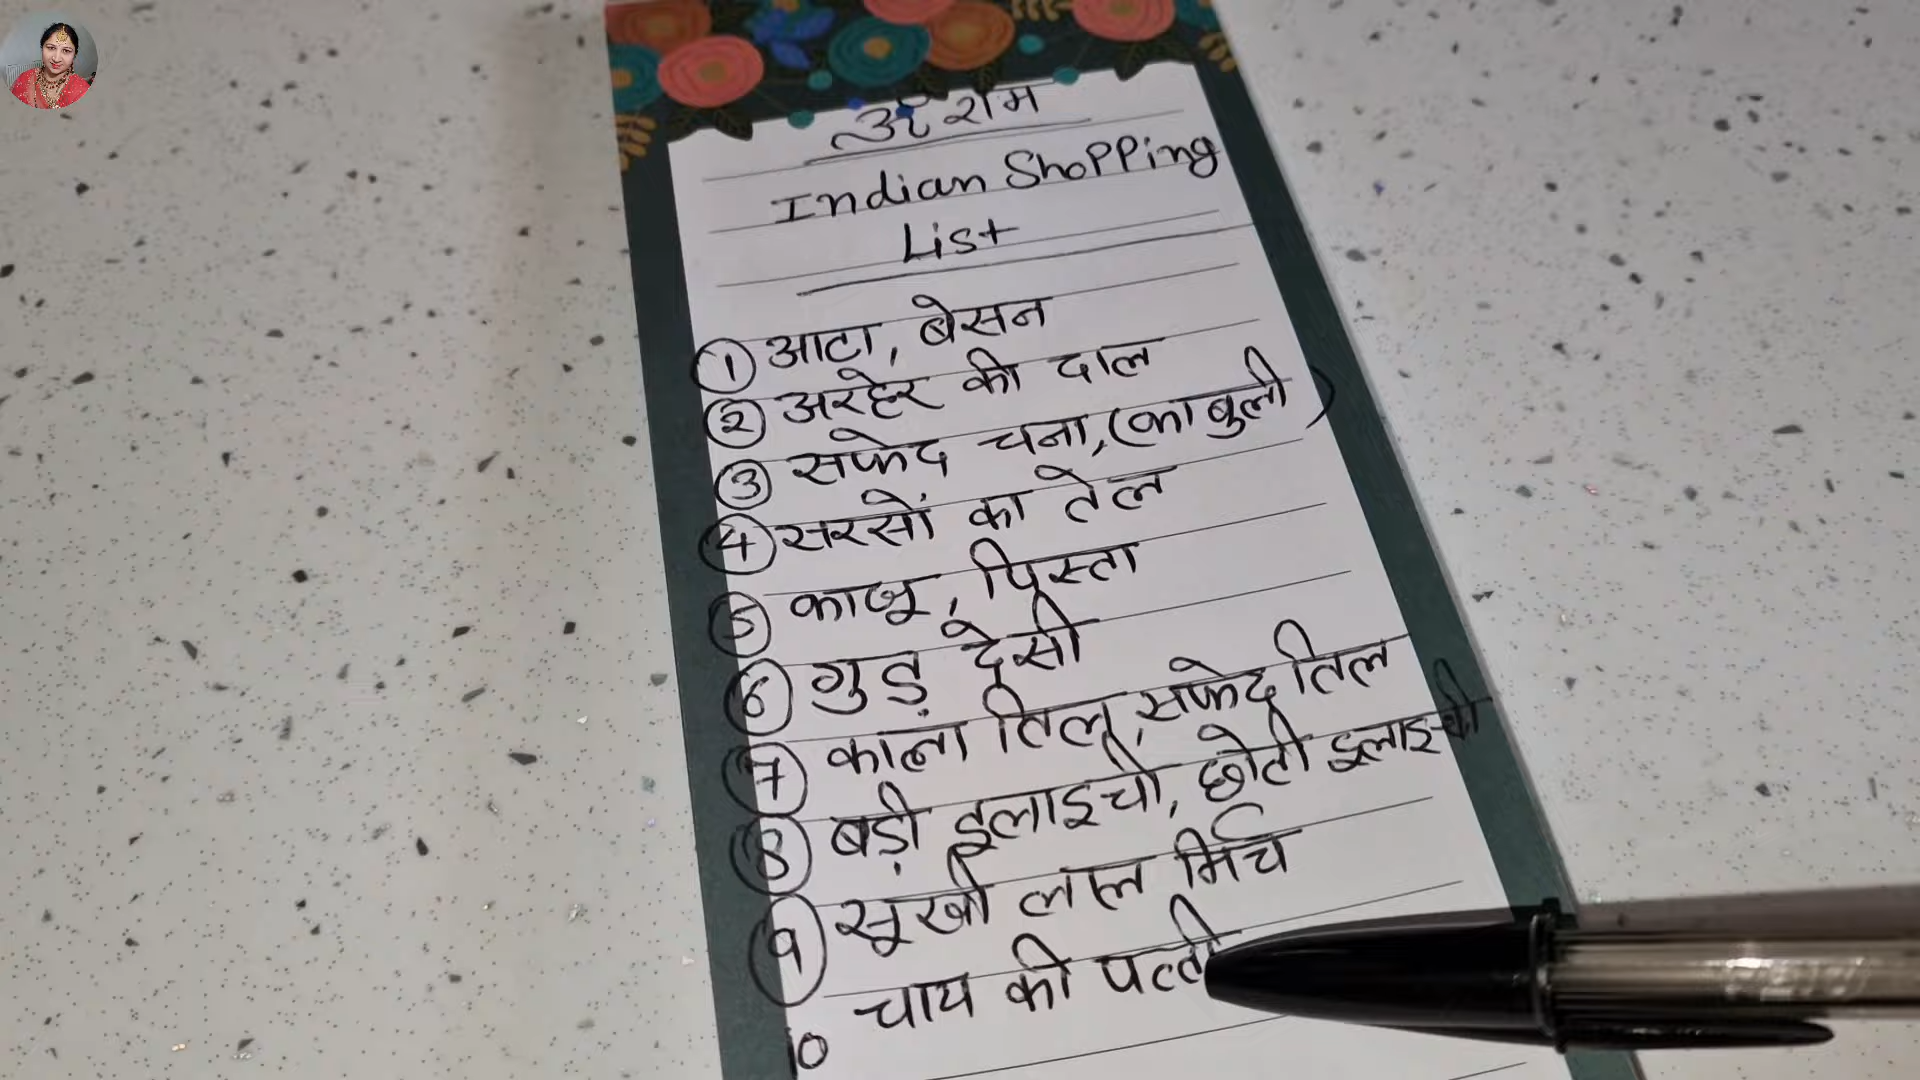 ॐ राम
Indian Shopping
List
① आटा, बेसन
② अरहेर की दाल
③ सफेद चना, (काबुली)
④ सरसों का तेल
⑤ काजू, पिस्ता
⑥ गुड़ देसी
⑦ काला तिल, सफेद तिल
⑧ बड़ी इलाइची, छोटी इलाइची
⑨ सूखी लाल मिर्च
10 चाय की पत्ती